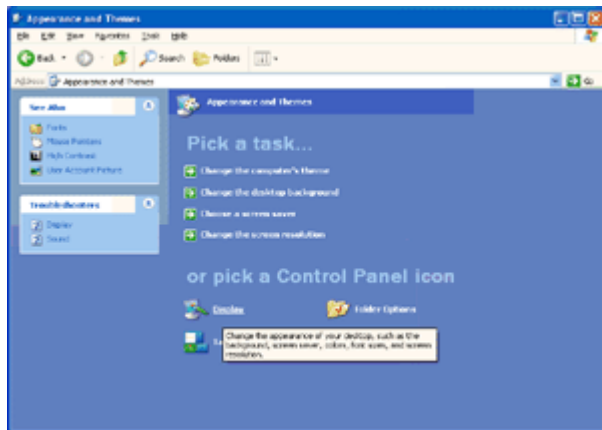 Appearance and Themes
File Edit View Favorites Tools Help
Back Search Folders
Address Appearance and Themes Go
See Also
Fonts
Mouse Pointers
High Contrast
User Account Picture
Troubleshooters
Display
Sound
Appearance and Themes
Pick a task...
Change the computer's theme
Change the desktop background
Choose a screen saver
Change the screen resolution
or pick a Control Panel icon
Display Folder Options
Change the appearance of your desktop, such as the
background, screen saver, colors, font sizes, and screen
resolution.